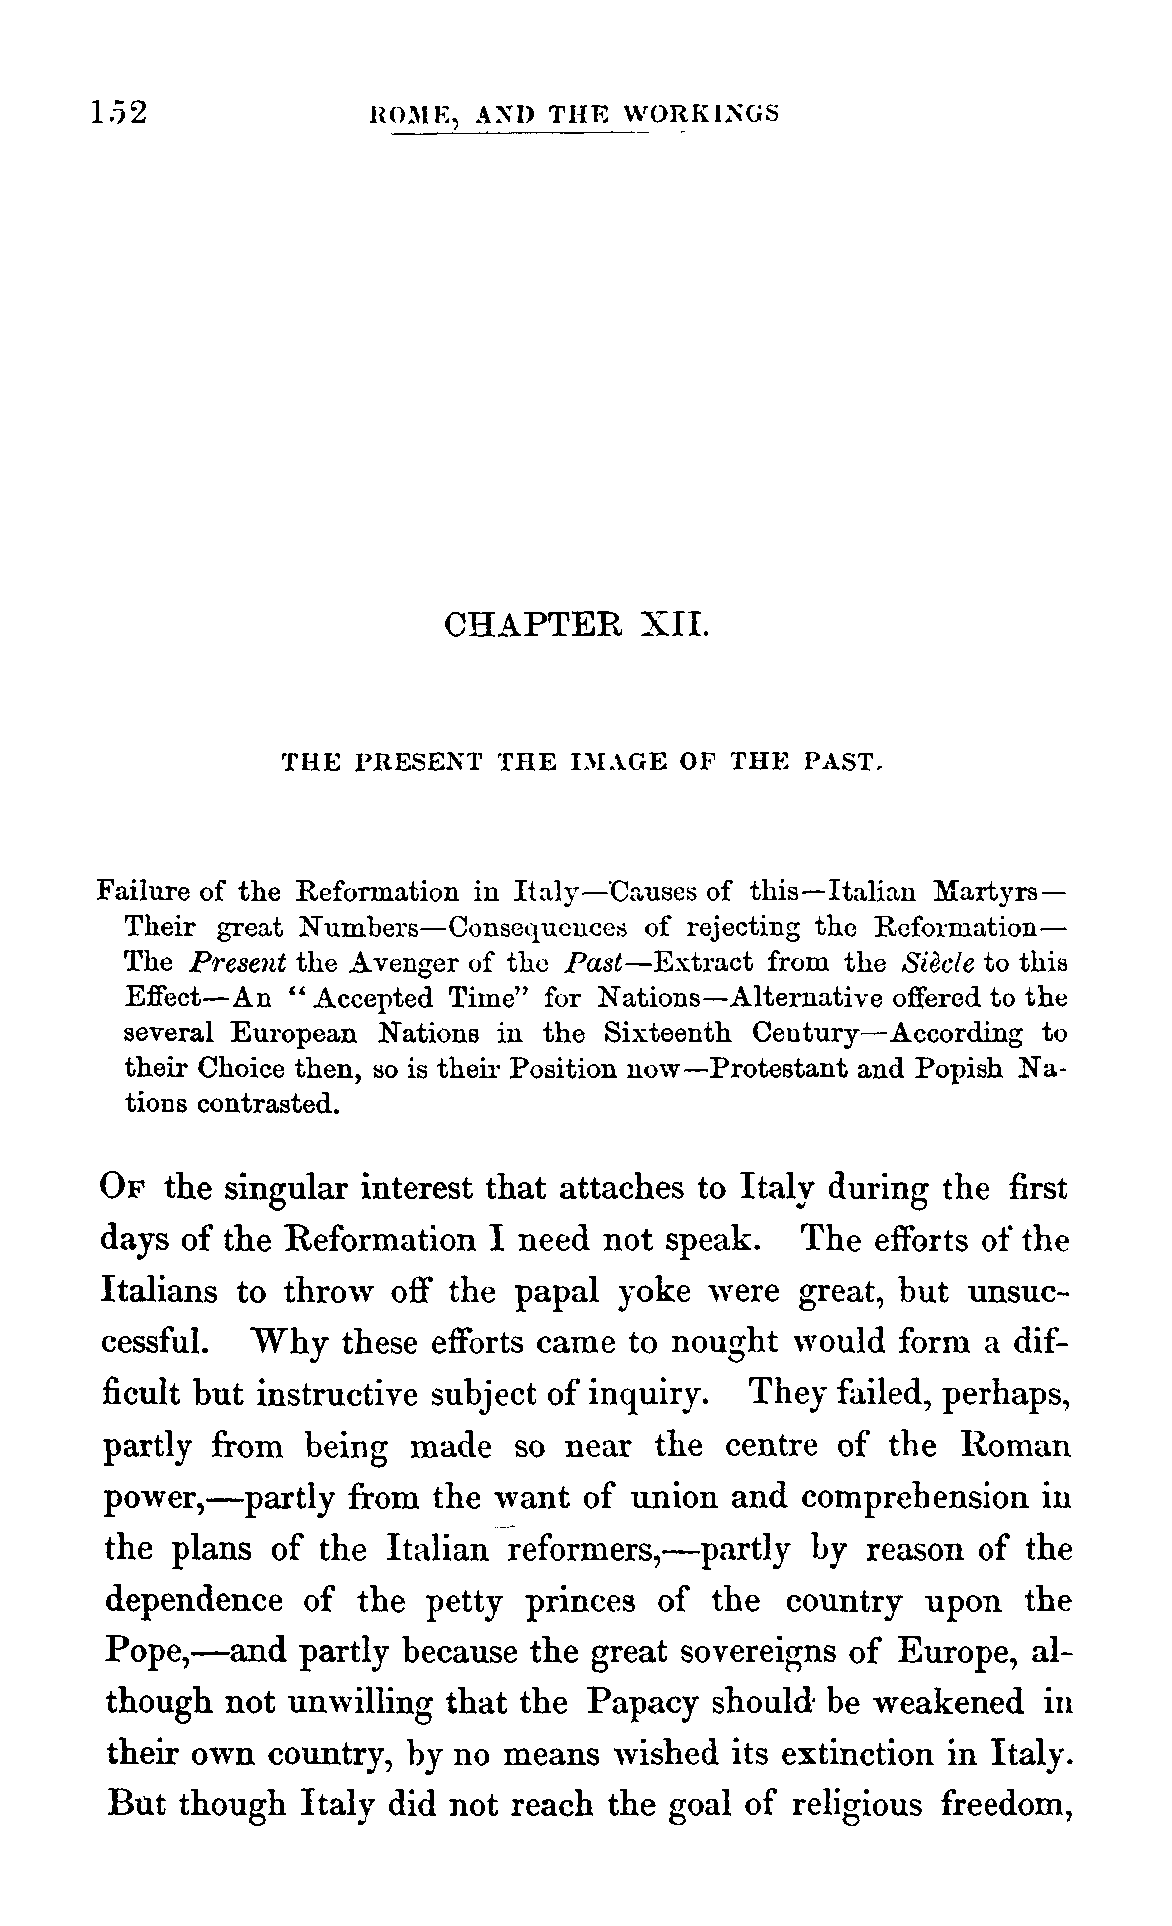 152 ROME, AND THE WORKINGS
CHAPTER XII.
THE PRESENT THE IMAGE OF THE PAST.
Failure of the Reformation in Italy—Causes of this—Italian Martyrs—
Their great Numbers—Consequences of rejecting the Reformation—
The Present the Avenger of the Past—Extract from the Siècle to this
Effect—An “Accepted Time” for Nations—Alternative offered to the
several European Nations in the Sixteenth Century—According to
their Choice then, so is their Position now—Protestant and Popish Na-
tions contrasted.
OF the singular interest that attaches to Italy during the first
days of the Reformation I need not speak. The efforts of the
Italians to throw off the papal yoke were great, but unsuc-
cessful. Why these efforts came to nought would form a dif-
ficult but instructive subject of inquiry. They failed, perhaps,
partly from being made so near the centre of the Roman
power,—partly from the want of union and comprehension in
the plans of the Italian reformers,—partly by reason of the
dependence of the petty princes of the country upon the
Pope,—and partly because the great sovereigns of Europe, al-
though not unwilling that the Papacy should be weakened in
their own country, by no means wished its extinction in Italy.
But though Italy did not reach the goal of religious freedom,